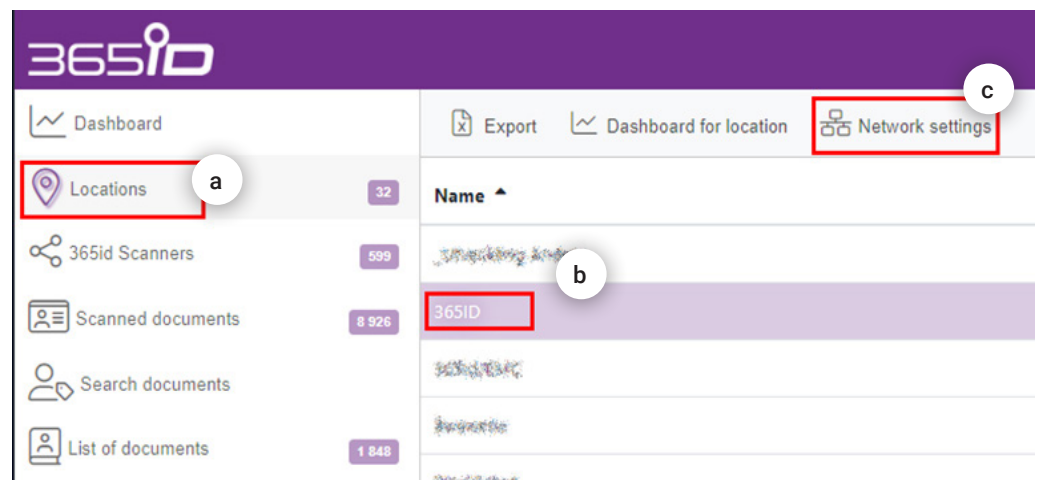 365iD
Dashboard
Locations
a
32
365id Scanners
599
Scanned documents
8 926
Search documents
List of documents
1 848
Export
Dashboard for location
Network settings
c
Name
b
365ID